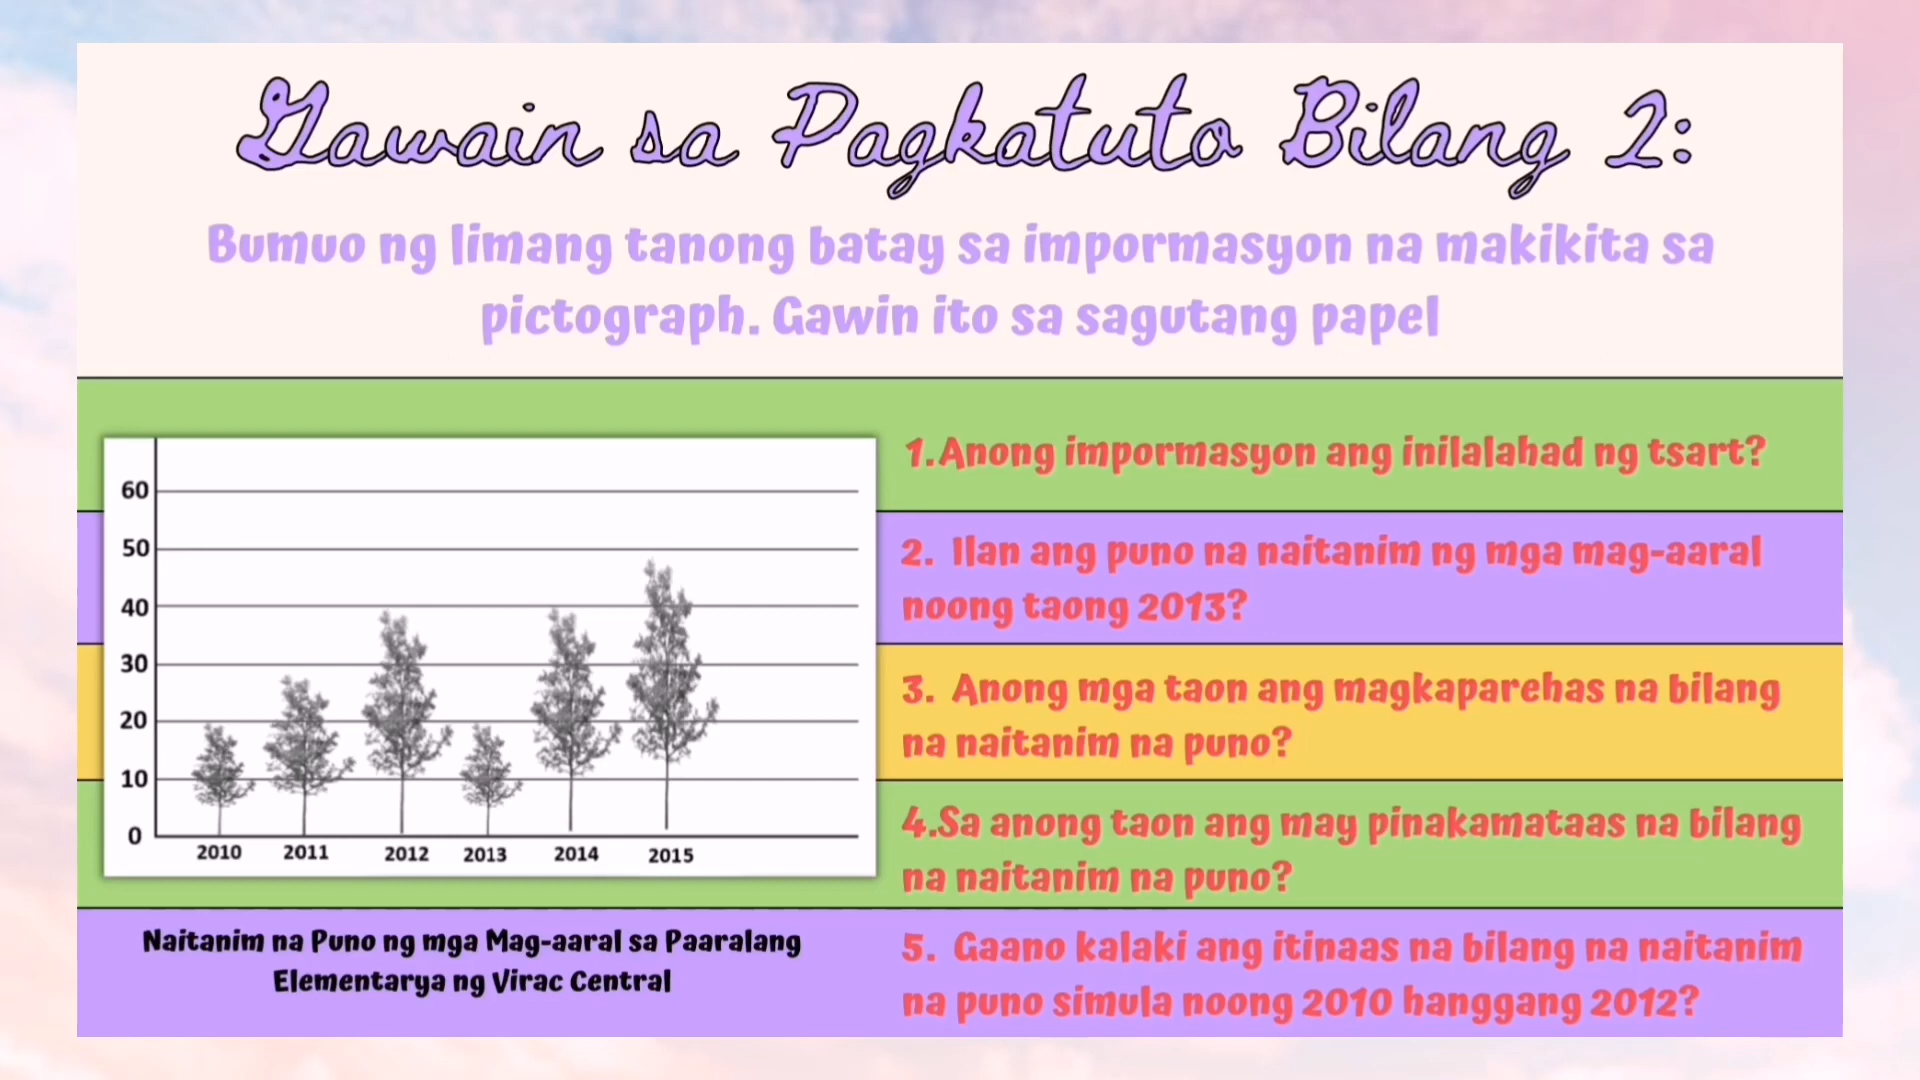 Gawain sa Pagkatuto Bilang 2:
Bumuo ng limang tanong batay sa impormasyon na makikita sa
pictograph. Gawin ito sa sagutang papel
60
50
40
30
20
10
0
2010 2011 2012 2013 2014 2015
Naitanim na Puno ng mga Mag-aaral sa Paaralang
Elementarya ng Virac Central
1.Anong impormasyon ang inilalahad ng tsart?
2. Ilan ang puno na naitanim ng mga mag-aaral
noong taong 2013?
3. Anong mga taon ang magkaparehas na bilang
na naitanim na puno?
4.Sa anong taon ang may pinakamataas na bilang
na naitanim na puno?
5. Gaano kalaki ang itinaas na bilang na naitanim
na puno simula noong 2010 hanggang 2012?